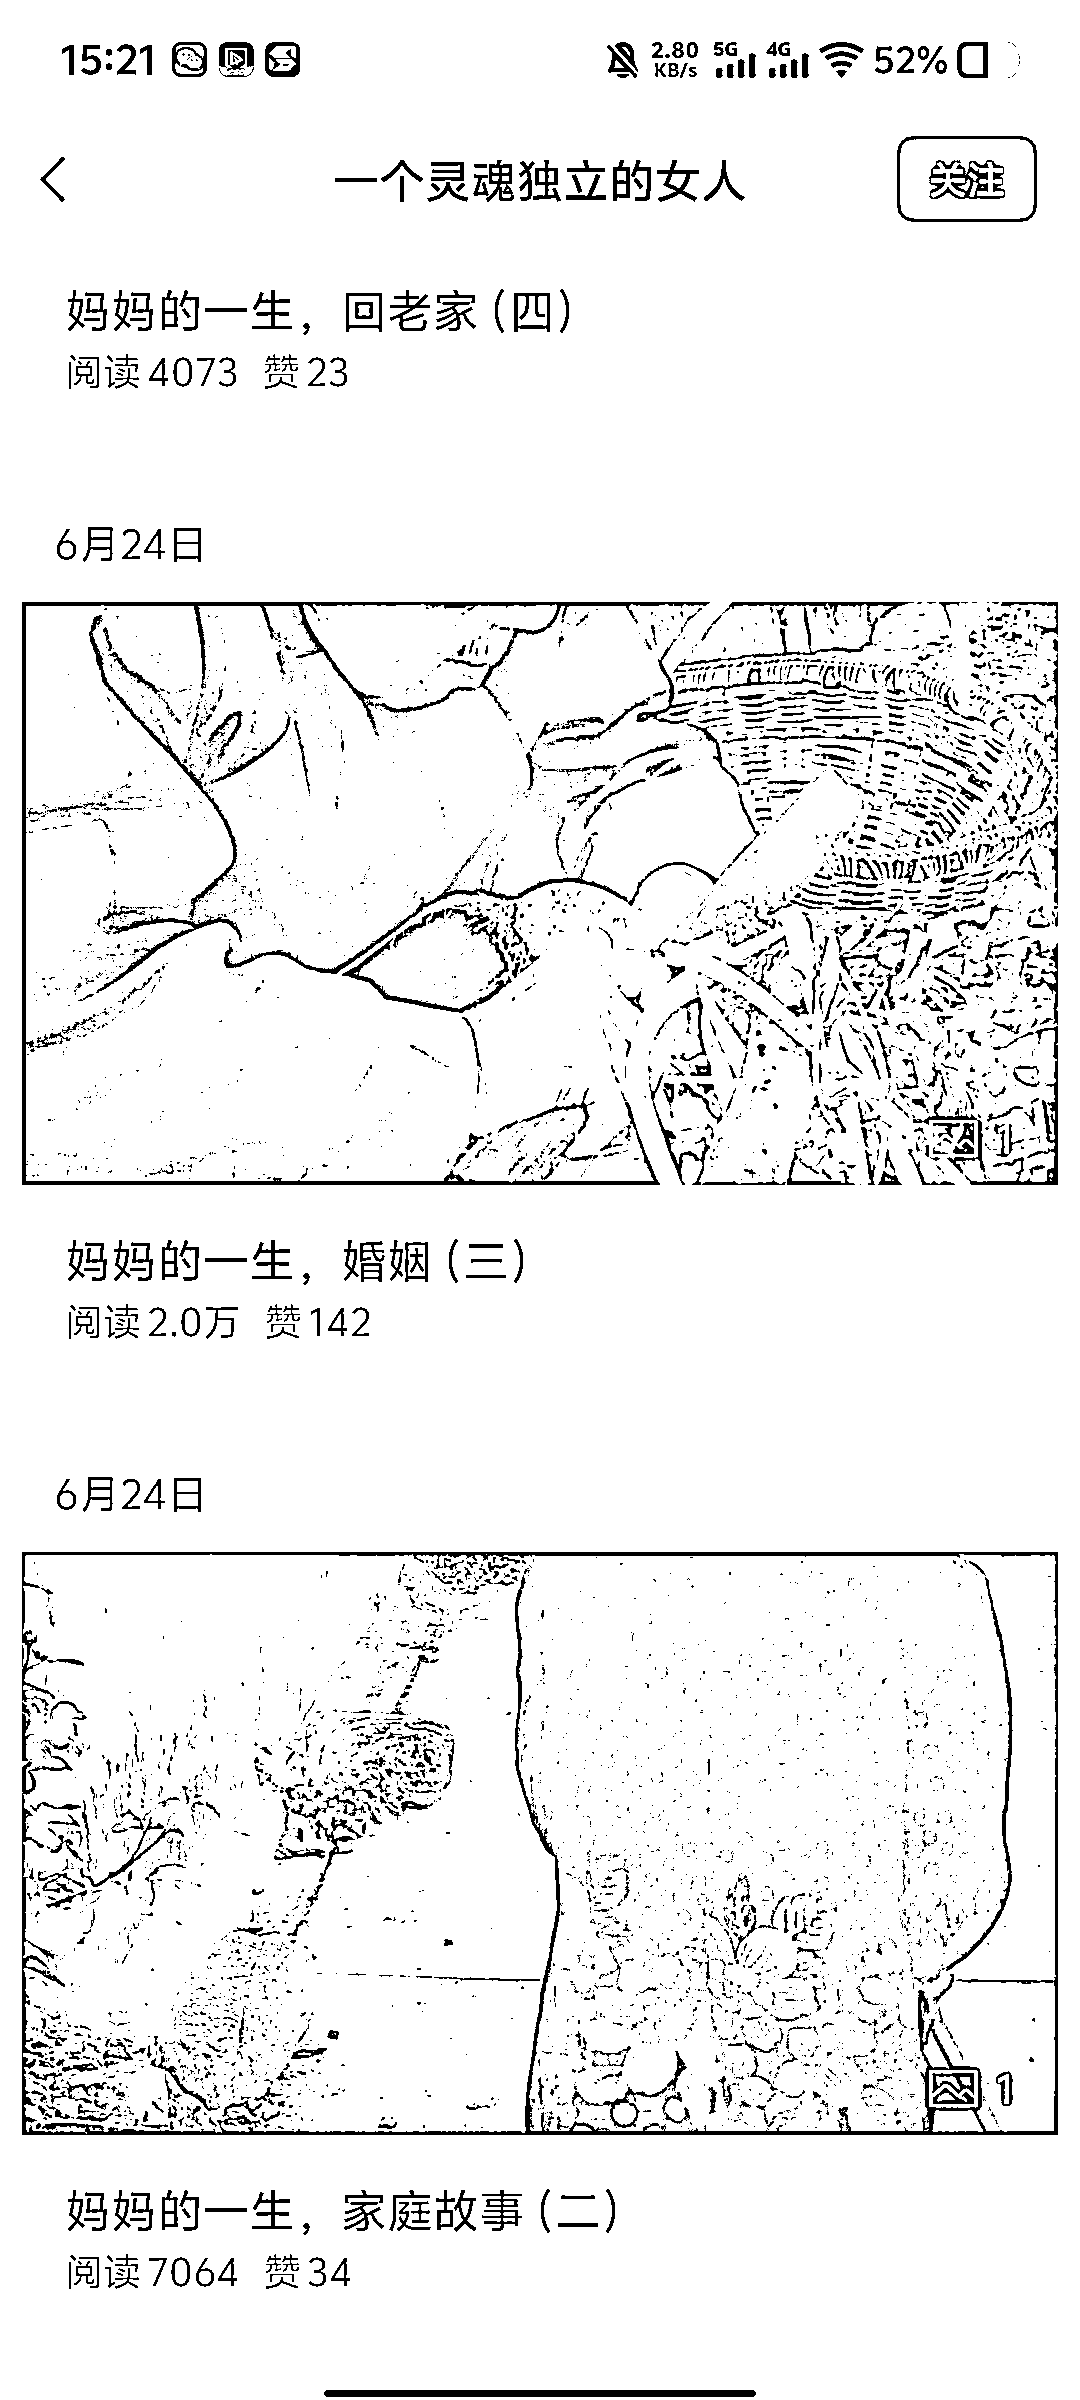 15:21 2.80 KB/s 5G 4G 52%
一个灵魂独立的女人 关注
妈妈的一生，回老家（四）
阅读4073 赞23
6月24日
1
妈妈的一生，婚姻（三）
阅读2.0万 赞142
6月24日
1
妈妈的一生，家庭故事（二）
阅读7064 赞34